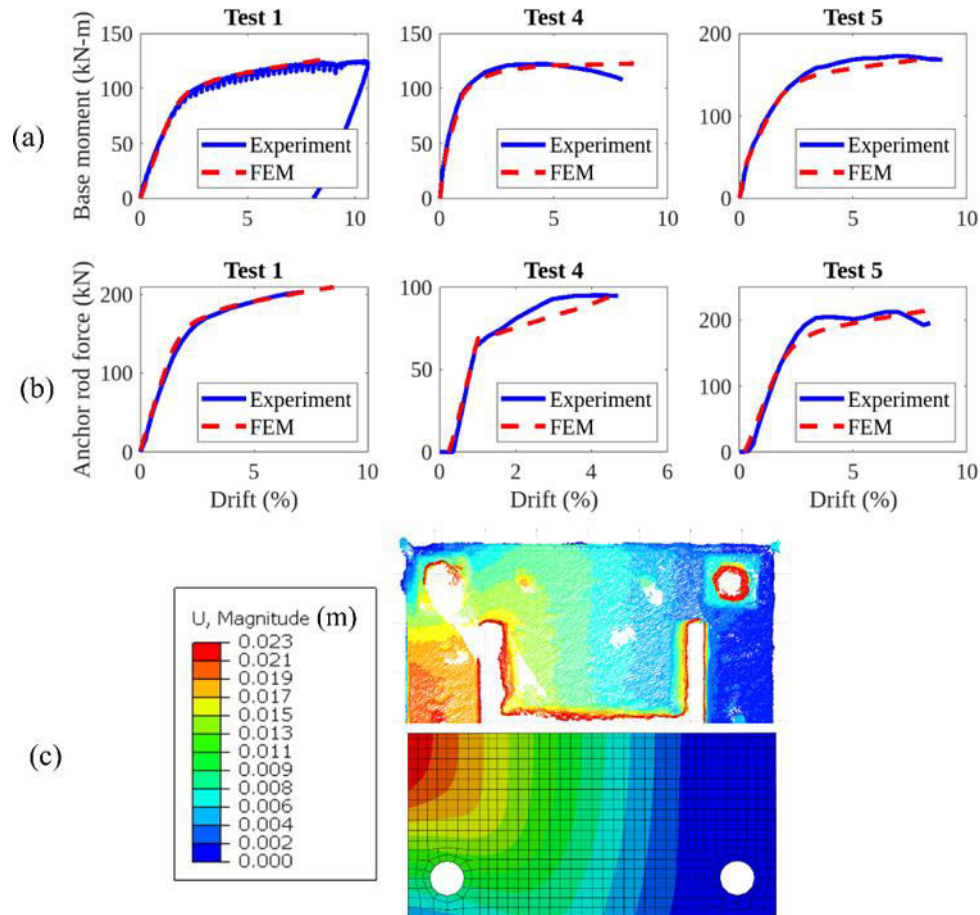 Test 1
Test 4
Test 5
(a)
Base moment (kN-m)
150
100
50
0
Experiment
FEM
0
5
10
150
100
50
0
Experiment
FEM
0
5
10
200
100
0
Experiment
FEM
0
5
10
Test 1
Test 4
Test 5
(b)
Anchor rod force (kN)
200
100
0
Experiment
FEM
0
5
10
Drift (%)
100
50
0
Experiment
FEM
0
2
4
6
Drift (%)
200
100
0
Experiment
FEM
0
5
10
Drift (%)
(c)
U, Magnitude (m)
0.023
0.021
0.019
0.017
0.015
0.013
0.011
0.009
0.008
0.006
0.004
0.002
0.000